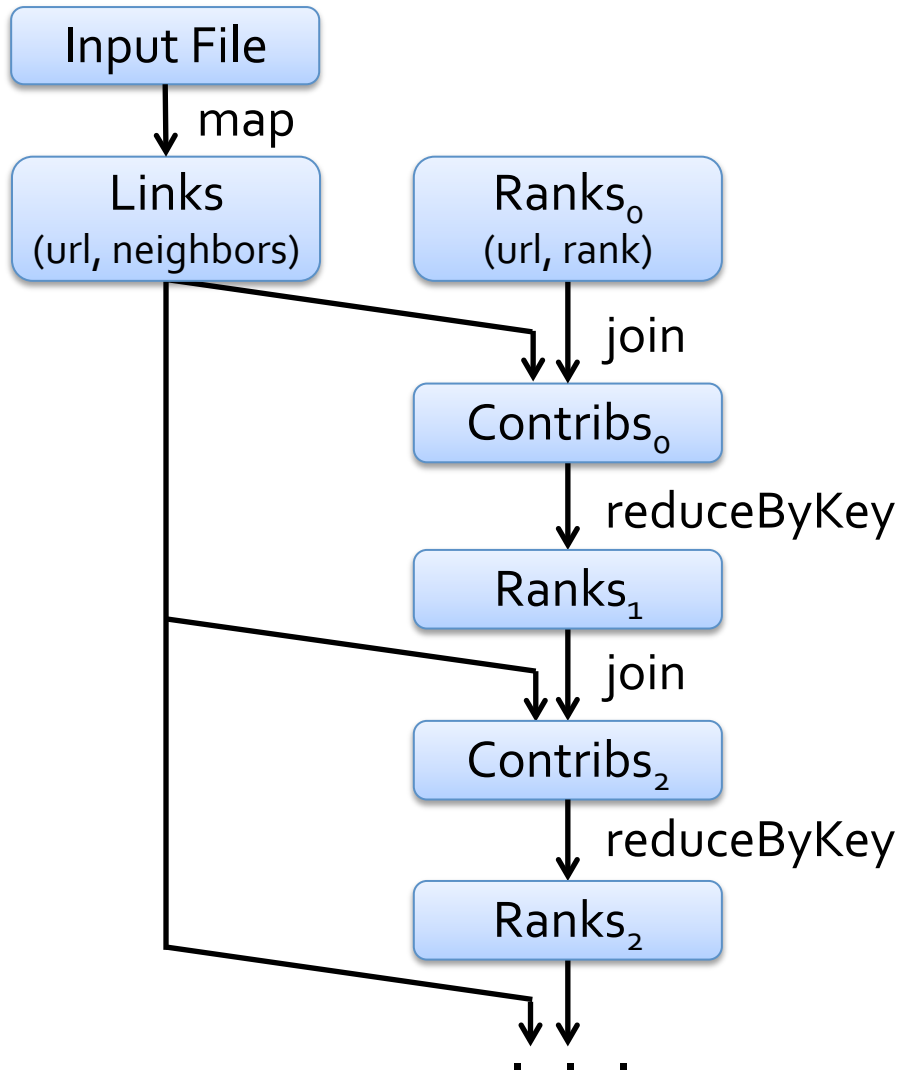 Input File
map
Links
(url, neighbors)
Ranks₀
(url, rank)
join
Contribs₀
reduceByKey
Ranks₁
join
Contribs₂
reduceByKey
Ranks₂
. . .